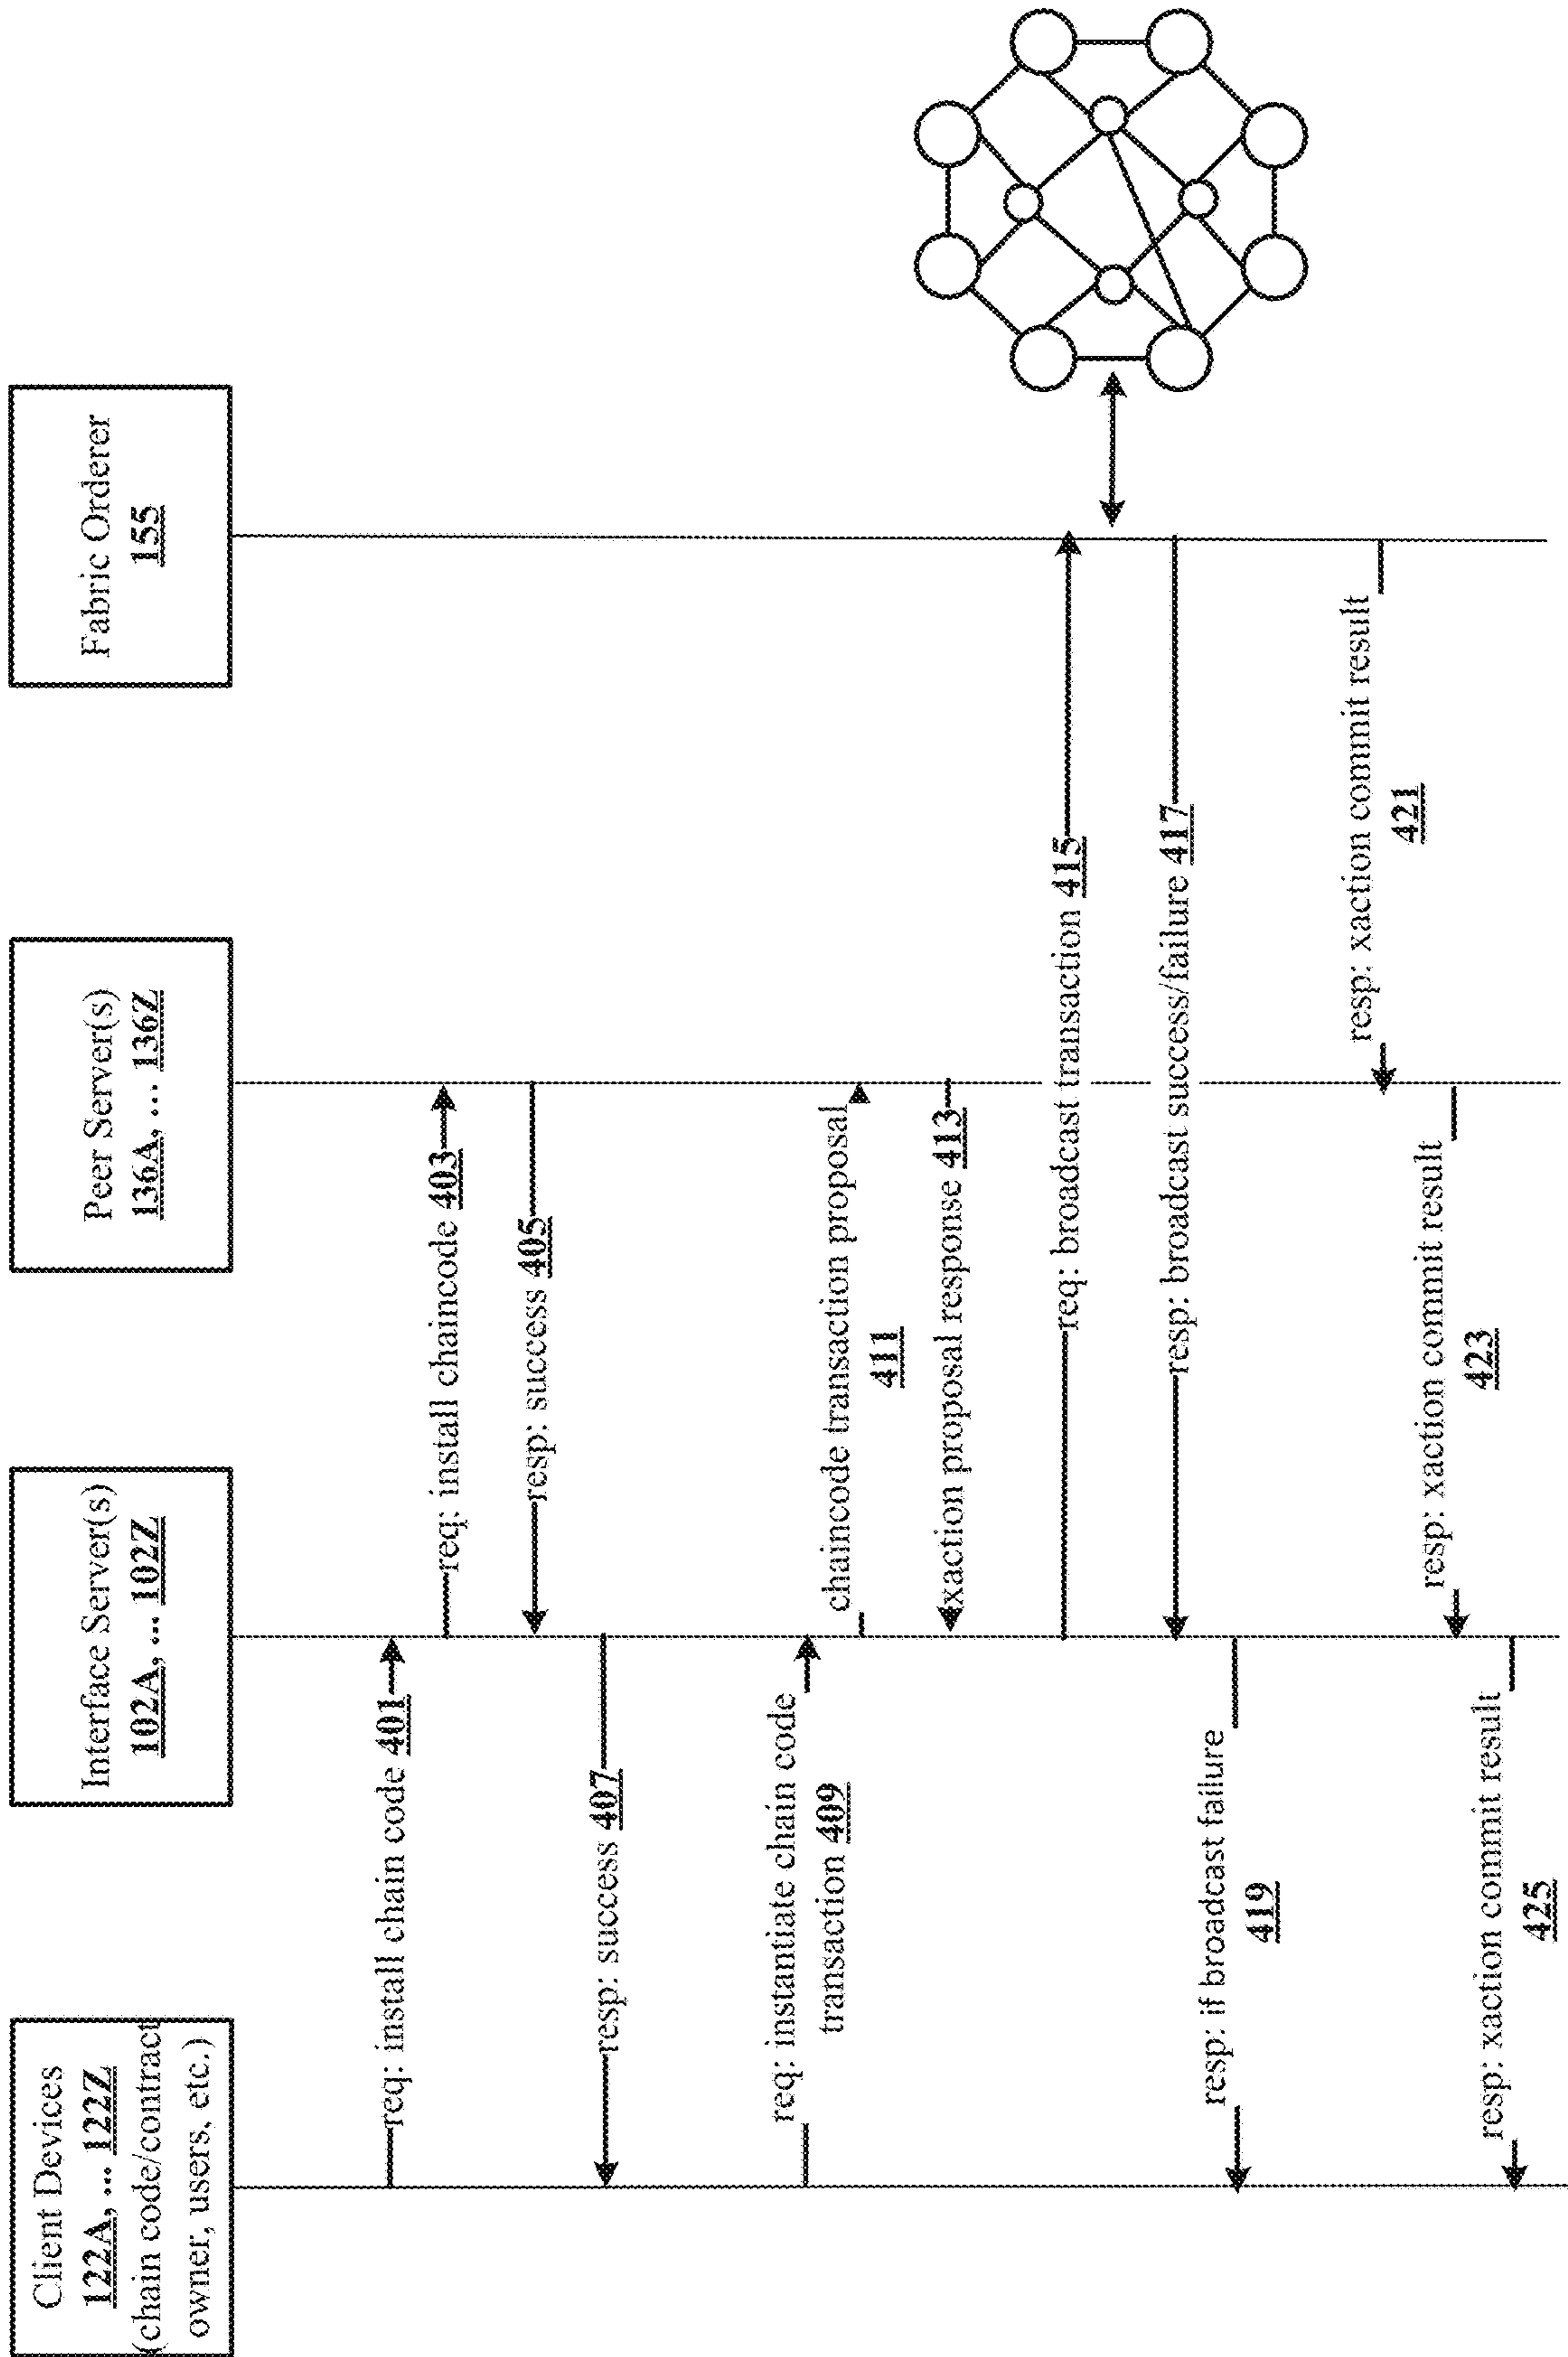 Client Devices
122A, ... 122Z
(chain code/contract
owner, users, etc.)
Interface Server(s)
102A, ... 102Z
Peer Server(s)
136A, ... 136Z
Fabric Orderer
155
req: install chain code 401
req: install chaincode 403
resp: success 405
resp: success 407
req: instantiate chain code
transaction 409
chaincode transaction proposal
411
xaction proposal response 413
req: broadcast transaction 415
resp: broadcast success/failure 417
resp: if broadcast failure
419
resp: xaction commit result
421
resp: xaction commit result
423
resp: xaction commit result
425